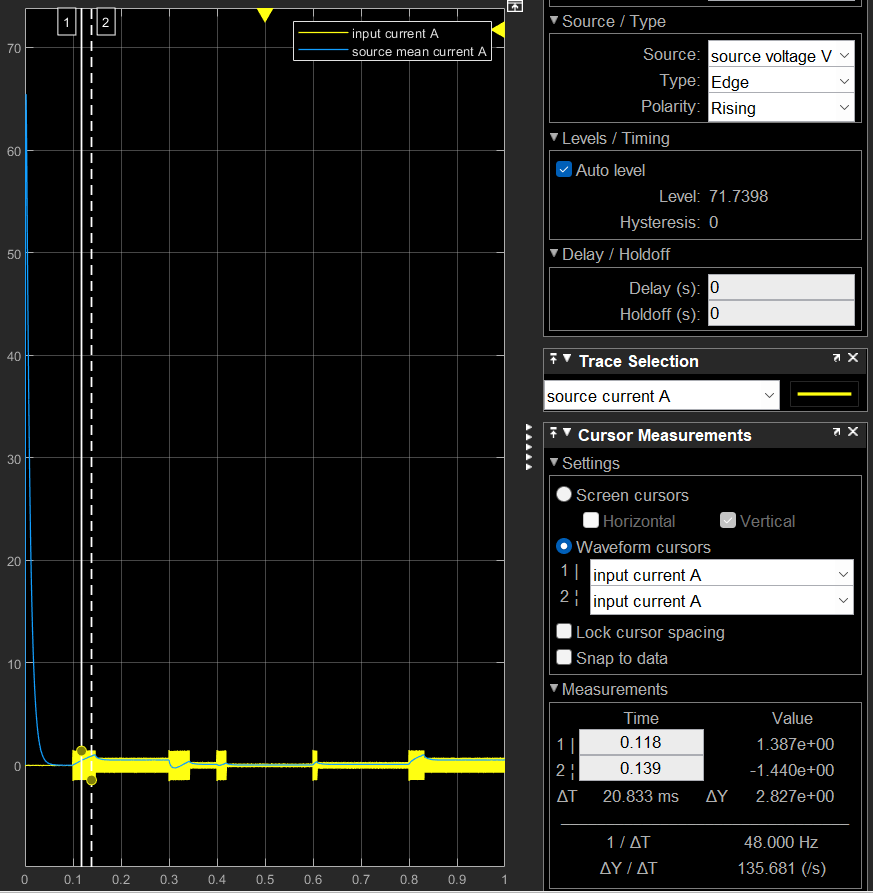 1
2
input current A
source mean current A
70
60
50
40
30
20
10
0
0 0.1 0.2 0.3 0.4 0.5 0.6 0.7 0.8 0.9 1
Source / Type
Source: source voltage V
Type: Edge
Polarity: Rising
Levels / Timing
Auto level
Level: 71.7398
Hysteresis: 0
Delay / Holdoff
Delay (s): 0
Holdoff (s): 0
Trace Selection
source current A
Cursor Measurements
Settings
Screen cursors
Horizontal Vertical
Waveform cursors
1 | input current A
2 ¦ input current A
Lock cursor spacing
Snap to data
Measurements
Time Value
1 | 0.118 1.387e+00
2 ¦ 0.139 -1.440e+00
ΔT 20.833 ms ΔY 2.827e+00
1 / ΔT 48.000 Hz
ΔY / ΔT 135.681 (/s)